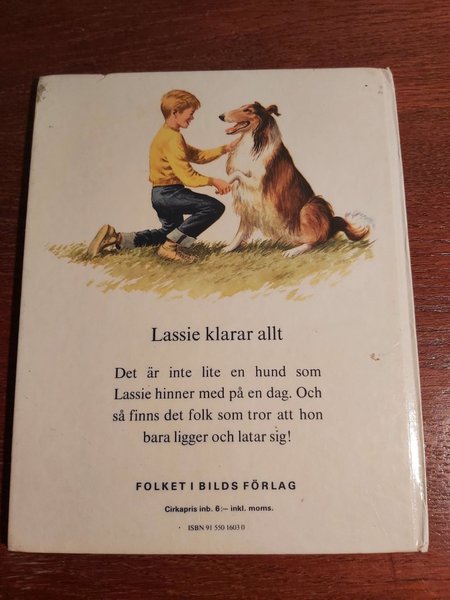 Lassie klarar allt
Det är inte lite en hund som
Lassie hinner med på en dag. Och
så finns det folk som tror att hon
bara ligger och latar sig!
FOLKET I BILDS FÖRLAG
Cirkapris inb. 6:— inkl. moms.
ISBN 91 550 1603 0